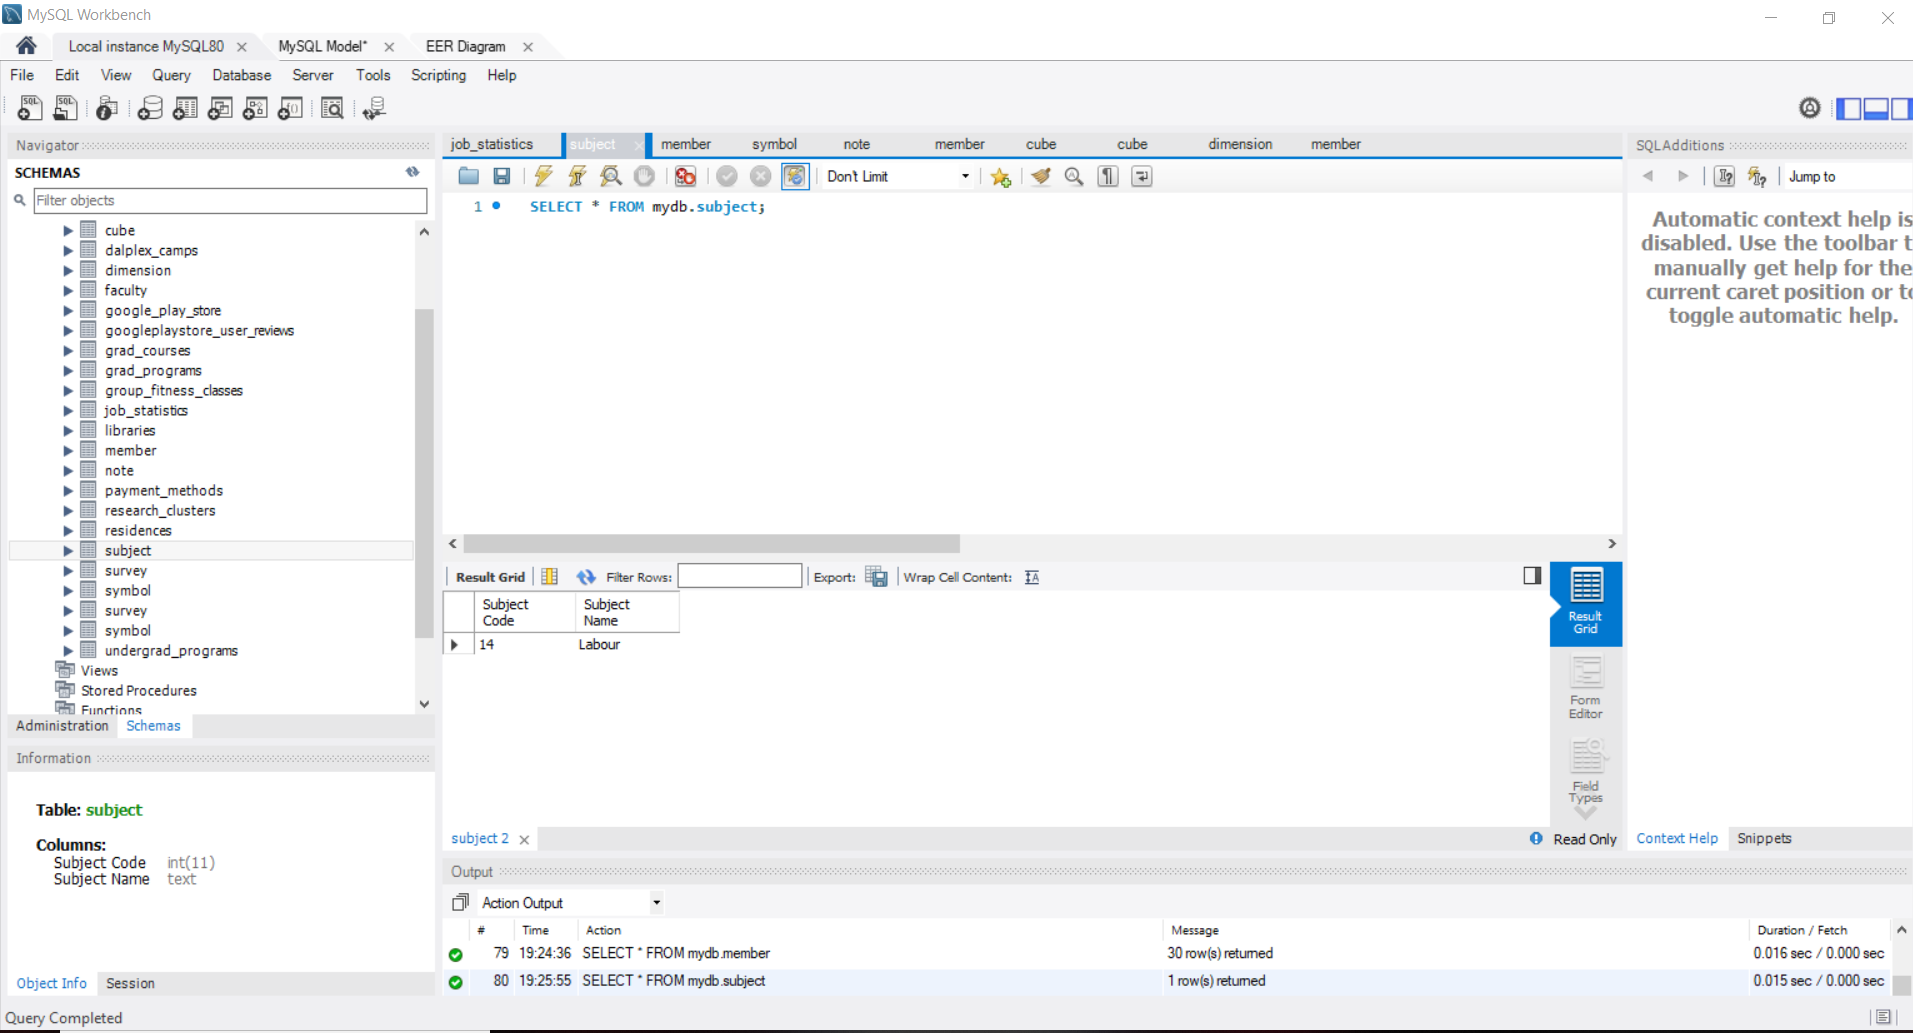 MySQL Workbench
Local instance MySQL80
MySQL Model*
EER Diagram
File Edit View Query Database Server Tools Scripting Help
Navigator
SCHEMAS
Filter objects
cube
dalplex_camps
dimension
faculty
google_play_store
googleplaystore_user_reviews
grad_courses
grad_programs
group_fitness_classes
job_statistics
libraries
member
note
payment_methods
research_clusters
residences
subject
survey
symbol
survey
symbol
undergrad_programs
Views
Stored Procedures
Functions
Administration Schemas
Information
Table: subject
Columns:
Subject Code int(11)
Subject Name text
Object Info Session
job_statistics subject member symbol note member cube cube dimension member
Don't Limit
1 SELECT * FROM mydb.subject;
Result Grid Filter Rows: Export: Wrap Cell Content:
Subject Code Subject Name
14 Labour
Result Grid
Form Editor
Field Types
subject 2
Read Only
SQLAdditions
Jump to
Automatic context help is
disabled. Use the toolbar t
manually get help for the
current caret position or to
toggle automatic help.
Context Help Snippets
Output
Action Output
# Time Action Message Duration / Fetch
79 19:24:36 SELECT * FROM mydb.member 30 row(s) returned 0.016 sec / 0.000 sec
80 19:25:55 SELECT * FROM mydb.subject 1 row(s) returned 0.015 sec / 0.000 sec
Query Completed